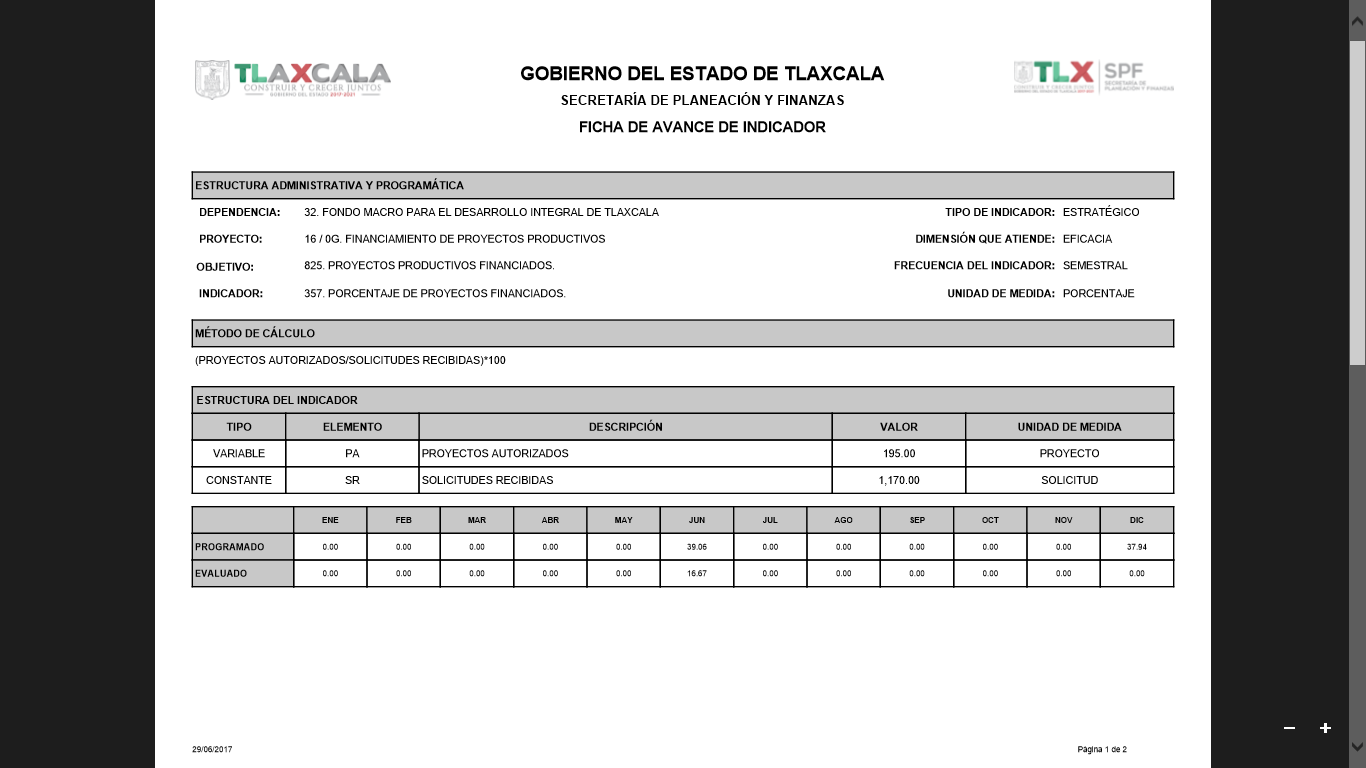 TLAXCALA
CONSTRUIR Y CRECER JUNTOS
GOBIERNO DEL ESTADO 2017-2021
GOBIERNO DEL ESTADO DE TLAXCALA
SECRETARÍA DE PLANEACIÓN Y FINANZAS
FICHA DE AVANCE DE INDICADOR
TLX SPF
CONSTRUIR Y CRECER JUNTOS
SECRETARÍA DE
PLANEACIÓN Y FINANZAS
ESTRUCTURA ADMINISTRATIVA Y PROGRAMÁTICA
DEPENDENCIA: 32. FONDO MACRO PARA EL DESARROLLO INTEGRAL DE TLAXCALA TIPO DE INDICADOR: ESTRATÉGICO
PROYECTO: 16 / 0G. FINANCIAMIENTO DE PROYECTOS PRODUCTIVOS DIMENSIÓN QUE ATIENDE: EFICACIA
OBJETIVO: 825. PROYECTOS PRODUCTIVOS FINANCIADOS. FRECUENCIA DEL INDICADOR: SEMESTRAL
INDICADOR: 357. PORCENTAJE DE PROYECTOS FINANCIADOS. UNIDAD DE MEDIDA: PORCENTAJE
MÉTODO DE CÁLCULO
(PROYECTOS AUTORIZADOS/SOLICITUDES RECIBIDAS)*100
ESTRUCTURA DEL INDICADOR
TIPO ELEMENTO DESCRIPCIÓN VALOR UNIDAD DE MEDIDA
VARIABLE PA PROYECTOS AUTORIZADOS 195.00 PROYECTO
CONSTANTE SR SOLICITUDES RECIBIDAS 1,170.00 SOLICITUD
ENE FEB MAR ABR MAY JUN JUL AGO SEP OCT NOV DIC
PROGRAMADO 0.00 0.00 0.00 0.00 0.00 39.06 0.00 0.00 0.00 0.00 0.00 37.94
EVALUADO 0.00 0.00 0.00 0.00 0.00 16.67 0.00 0.00 0.00 0.00 0.00 0.00
29/06/2017 Página 1 de 2